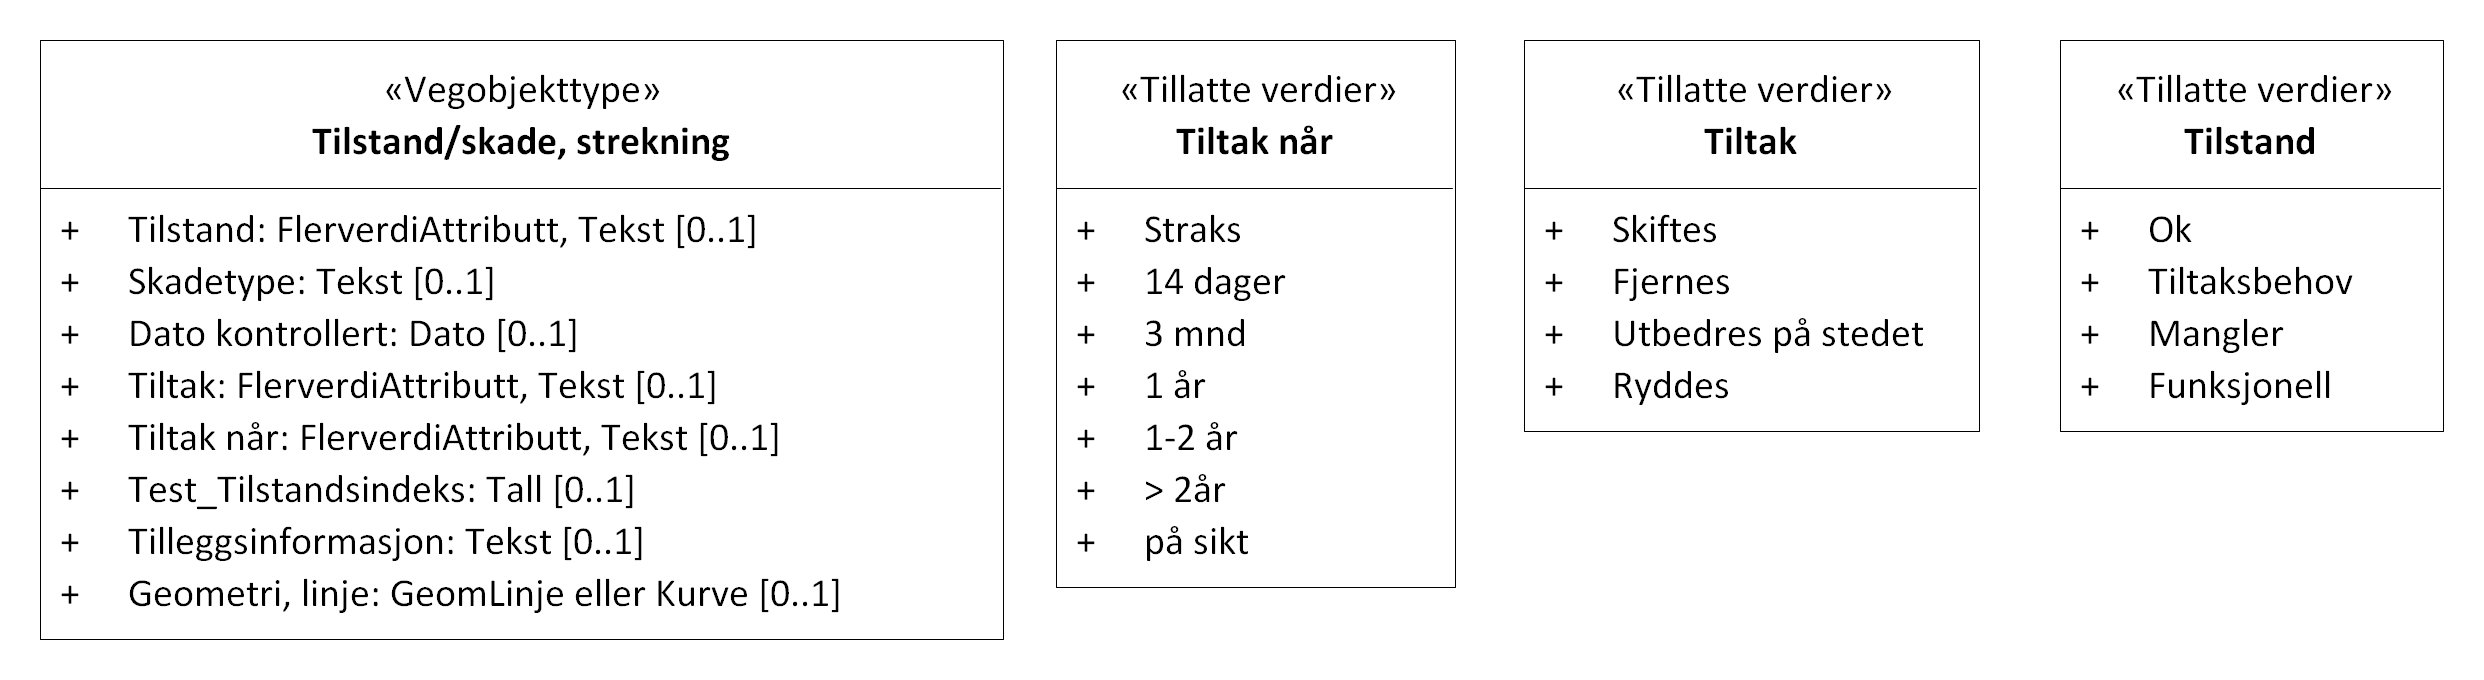 «Vegobjekttype»
Tilstand/skade, strekning
+ Tilstand: FlerverdiAttributt, Tekst [0..1]
+ Skadetype: Tekst [0..1]
+ Dato kontrollert: Dato [0..1]
+ Tiltak: FlerverdiAttributt, Tekst [0..1]
+ Tiltak når: FlerverdiAttributt, Tekst [0..1]
+ Test_Tilstandsindeks: Tall [0..1]
+ Tilleggsinformasjon: Tekst [0..1]
+ Geometri, linje: GeomLinje eller Kurve [0..1]
«Tillatte verdier»
Tiltak når
+ Straks
+ 14 dager
+ 3 mnd
+ 1 år
+ 1-2 år
+ > 2år
+ på sikt
«Tillatte verdier»
Tiltak
+ Skiftes
+ Fjernes
+ Utbedres på stedet
+ Ryddes
«Tillatte verdier»
Tilstand
+ Ok
+ Tiltaksbehov
+ Mangler
+ Funksjonell